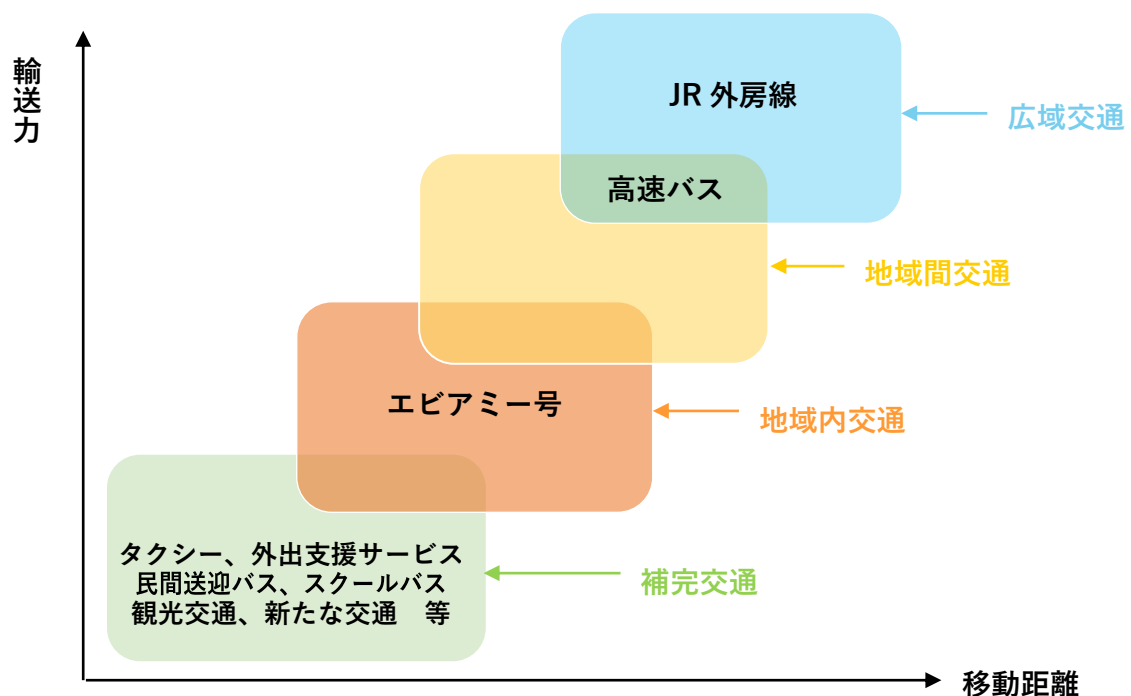 輸送力
JR 外房線
広域交通
高速バス
地域間交通
エビアミー号
地域内交通
タクシー、外出支援サービス
民間送迎バス、スクールバス
観光交通、新たな交通　等
補完交通
移動距離